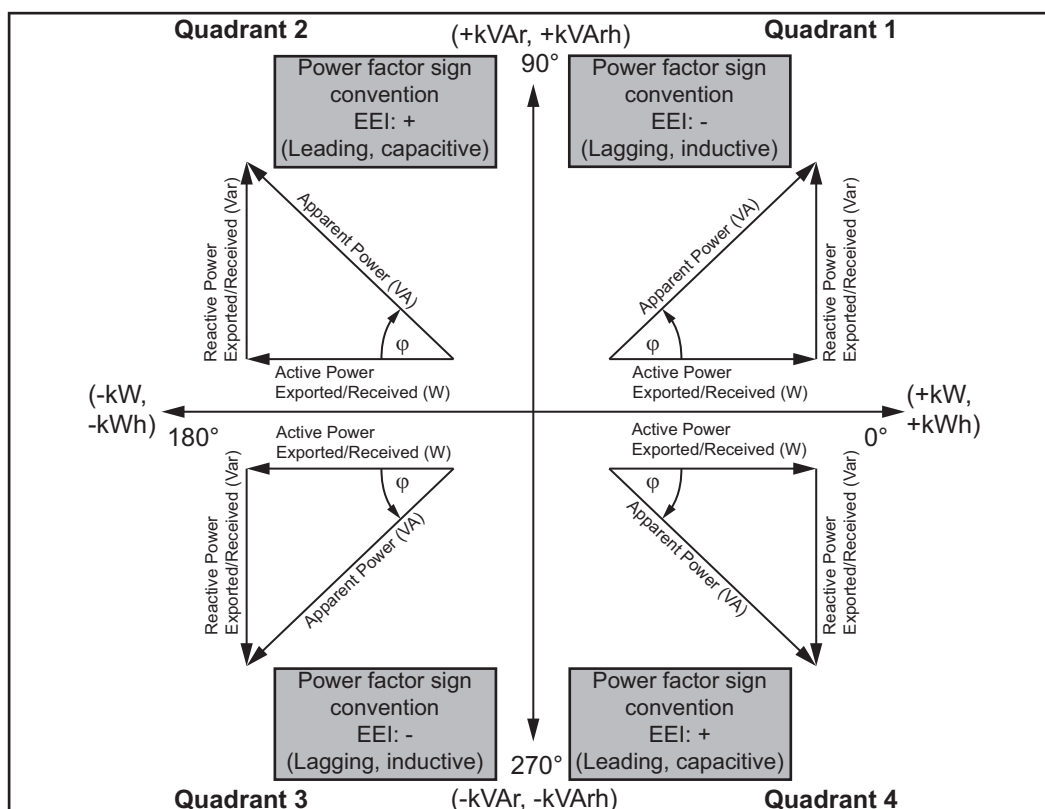 Quadrant 2
(+kVAr, +kVArh)
90°
Quadrant 1
Power factor sign
convention
EEI: +
(Leading, capacitive)
Power factor sign
convention
EEI: -
(Lagging, inductive)
Reactive Power
Exported/Received (Var)
Apparent Power (VA)
φ
Active Power
Exported/Received (W)
Apparent Power (VA)
φ
Active Power
Exported/Received (W)
Reactive Power
Exported/Received (Var)
(-kW,
-kWh)
180°
0°
(+kW,
+kWh)
Active Power
Exported/Received (W)
φ
Reactive Power
Exported/Received (Var)
Apparent Power (VA)
Active Power
Exported/Received (W)
φ
Apparent Power (VA)
Reactive Power
Exported/Received (Var)
Power factor sign
convention
EEI: -
(Lagging, inductive)
Power factor sign
convention
EEI: +
(Leading, capacitive)
270°
Quadrant 3
(-kVAr, -kVArh)
Quadrant 4